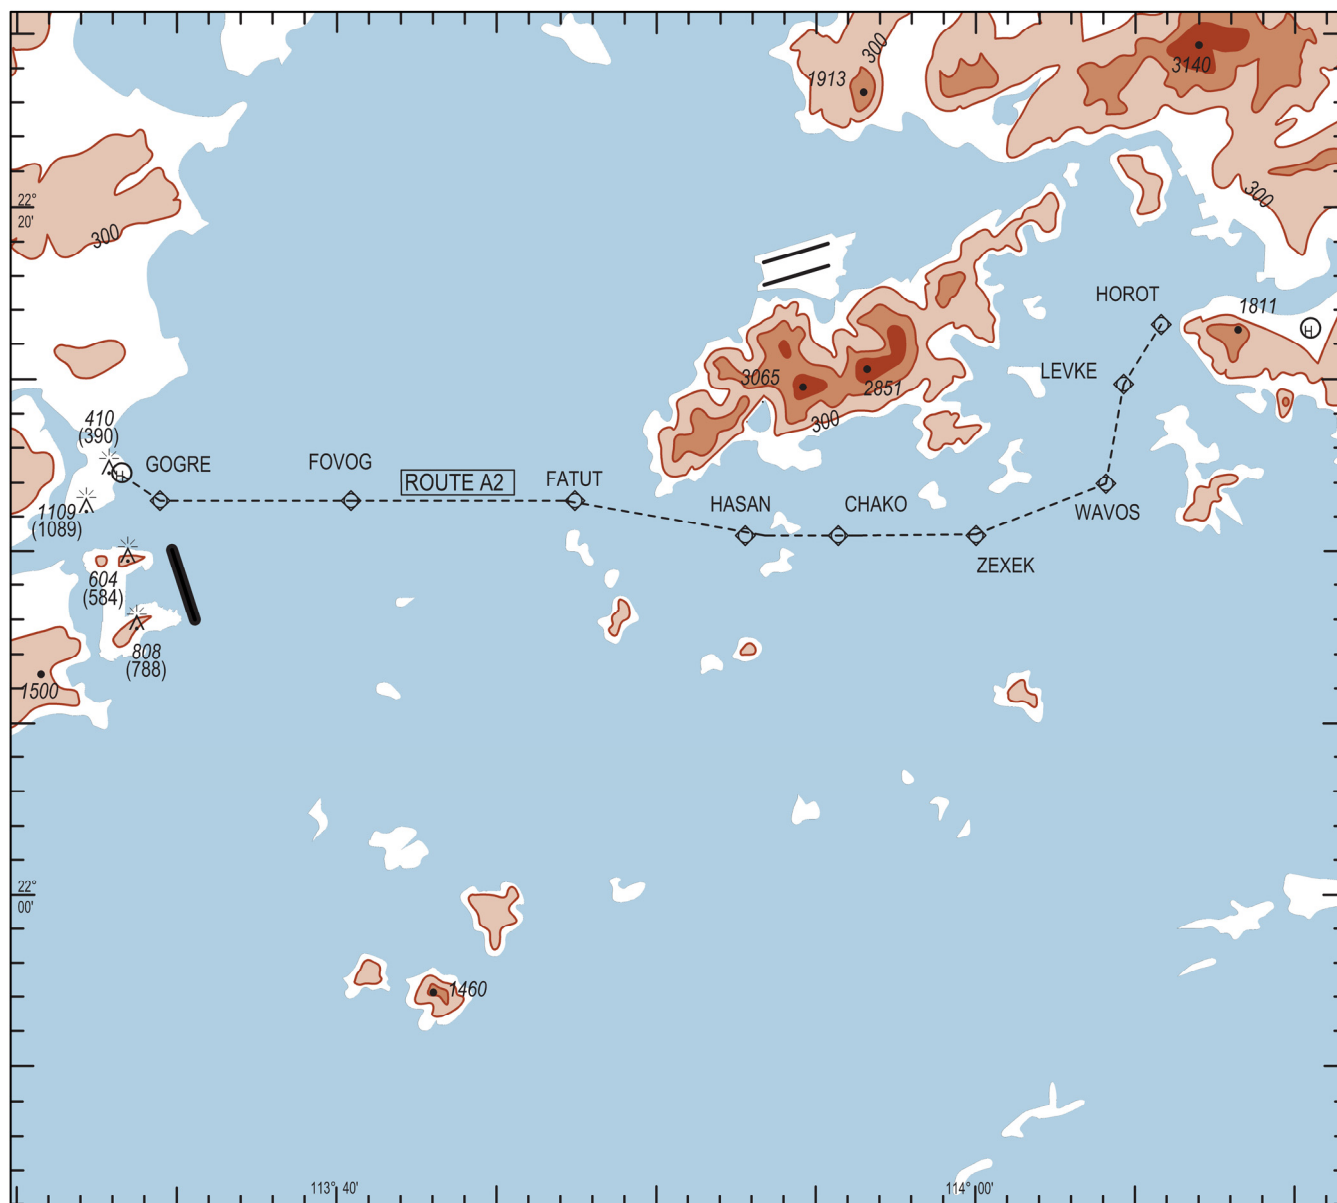 300
1913
3140
22°
20'
300
300
HOROT
1811
H
LEVKE
3065
2851
300
410
(390)
H
GOGRE
FOVOG
ROUTE A2
FATUT
HASAN
CHAKO
WAVOS
1109
(1089)
ZEXEK
604
(584)
808
(788)
1500
22°
00'
1460
113° 40'
114° 00'